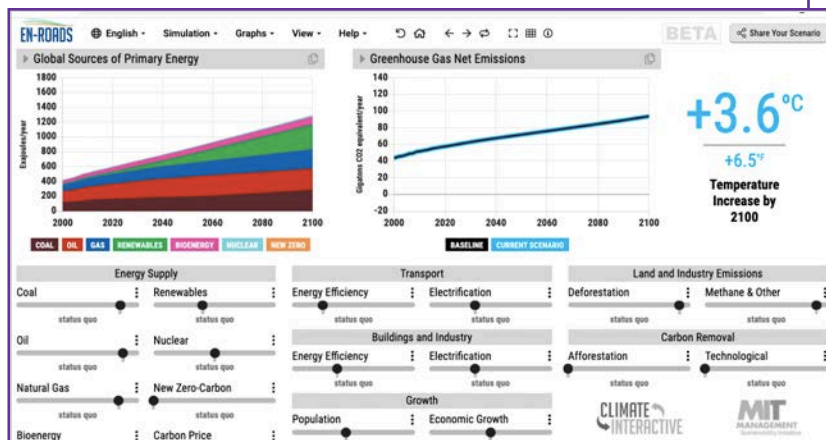 EN-ROADS English Simulation Graphs View Help BETA Share Your Scenario
Global Sources of Primary Energy
1800
1600
1400
1200
1000
800
600
400
200
0
Exajoules/year
2000 2020 2040 2060 2080 2100
COAL OIL GAS RENEWABLES BIOENERGY NUCLEAR NEW ZERO
Greenhouse Gas Net Emissions
140
120
100
80
60
40
20
0
-20
Gigatons CO2 equivalent/year
2000 2020 2040 2060 2080 2100
BASELINE CURRENT SCENARIO
+3.6°C
+6.5°F
Temperature
Increase by
2100
Energy Supply
Coal Renewables
status quo status quo
Oil Nuclear
status quo status quo
Natural Gas New Zero-Carbon
status quo status quo
Bioenergy Carbon Price
Transport
Energy Efficiency Electrification
status quo status quo
Buildings and Industry
Energy Efficiency Electrification
status quo status quo
Growth
Population Economic Growth
Land and Industry Emissions
Deforestation Methane & Other
status quo status quo
Carbon Removal
Afforestation Technological
status quo status quo
CLIMATE
INTERACTIVE
MIT
MANAGEMENT
Sustainability Initiative